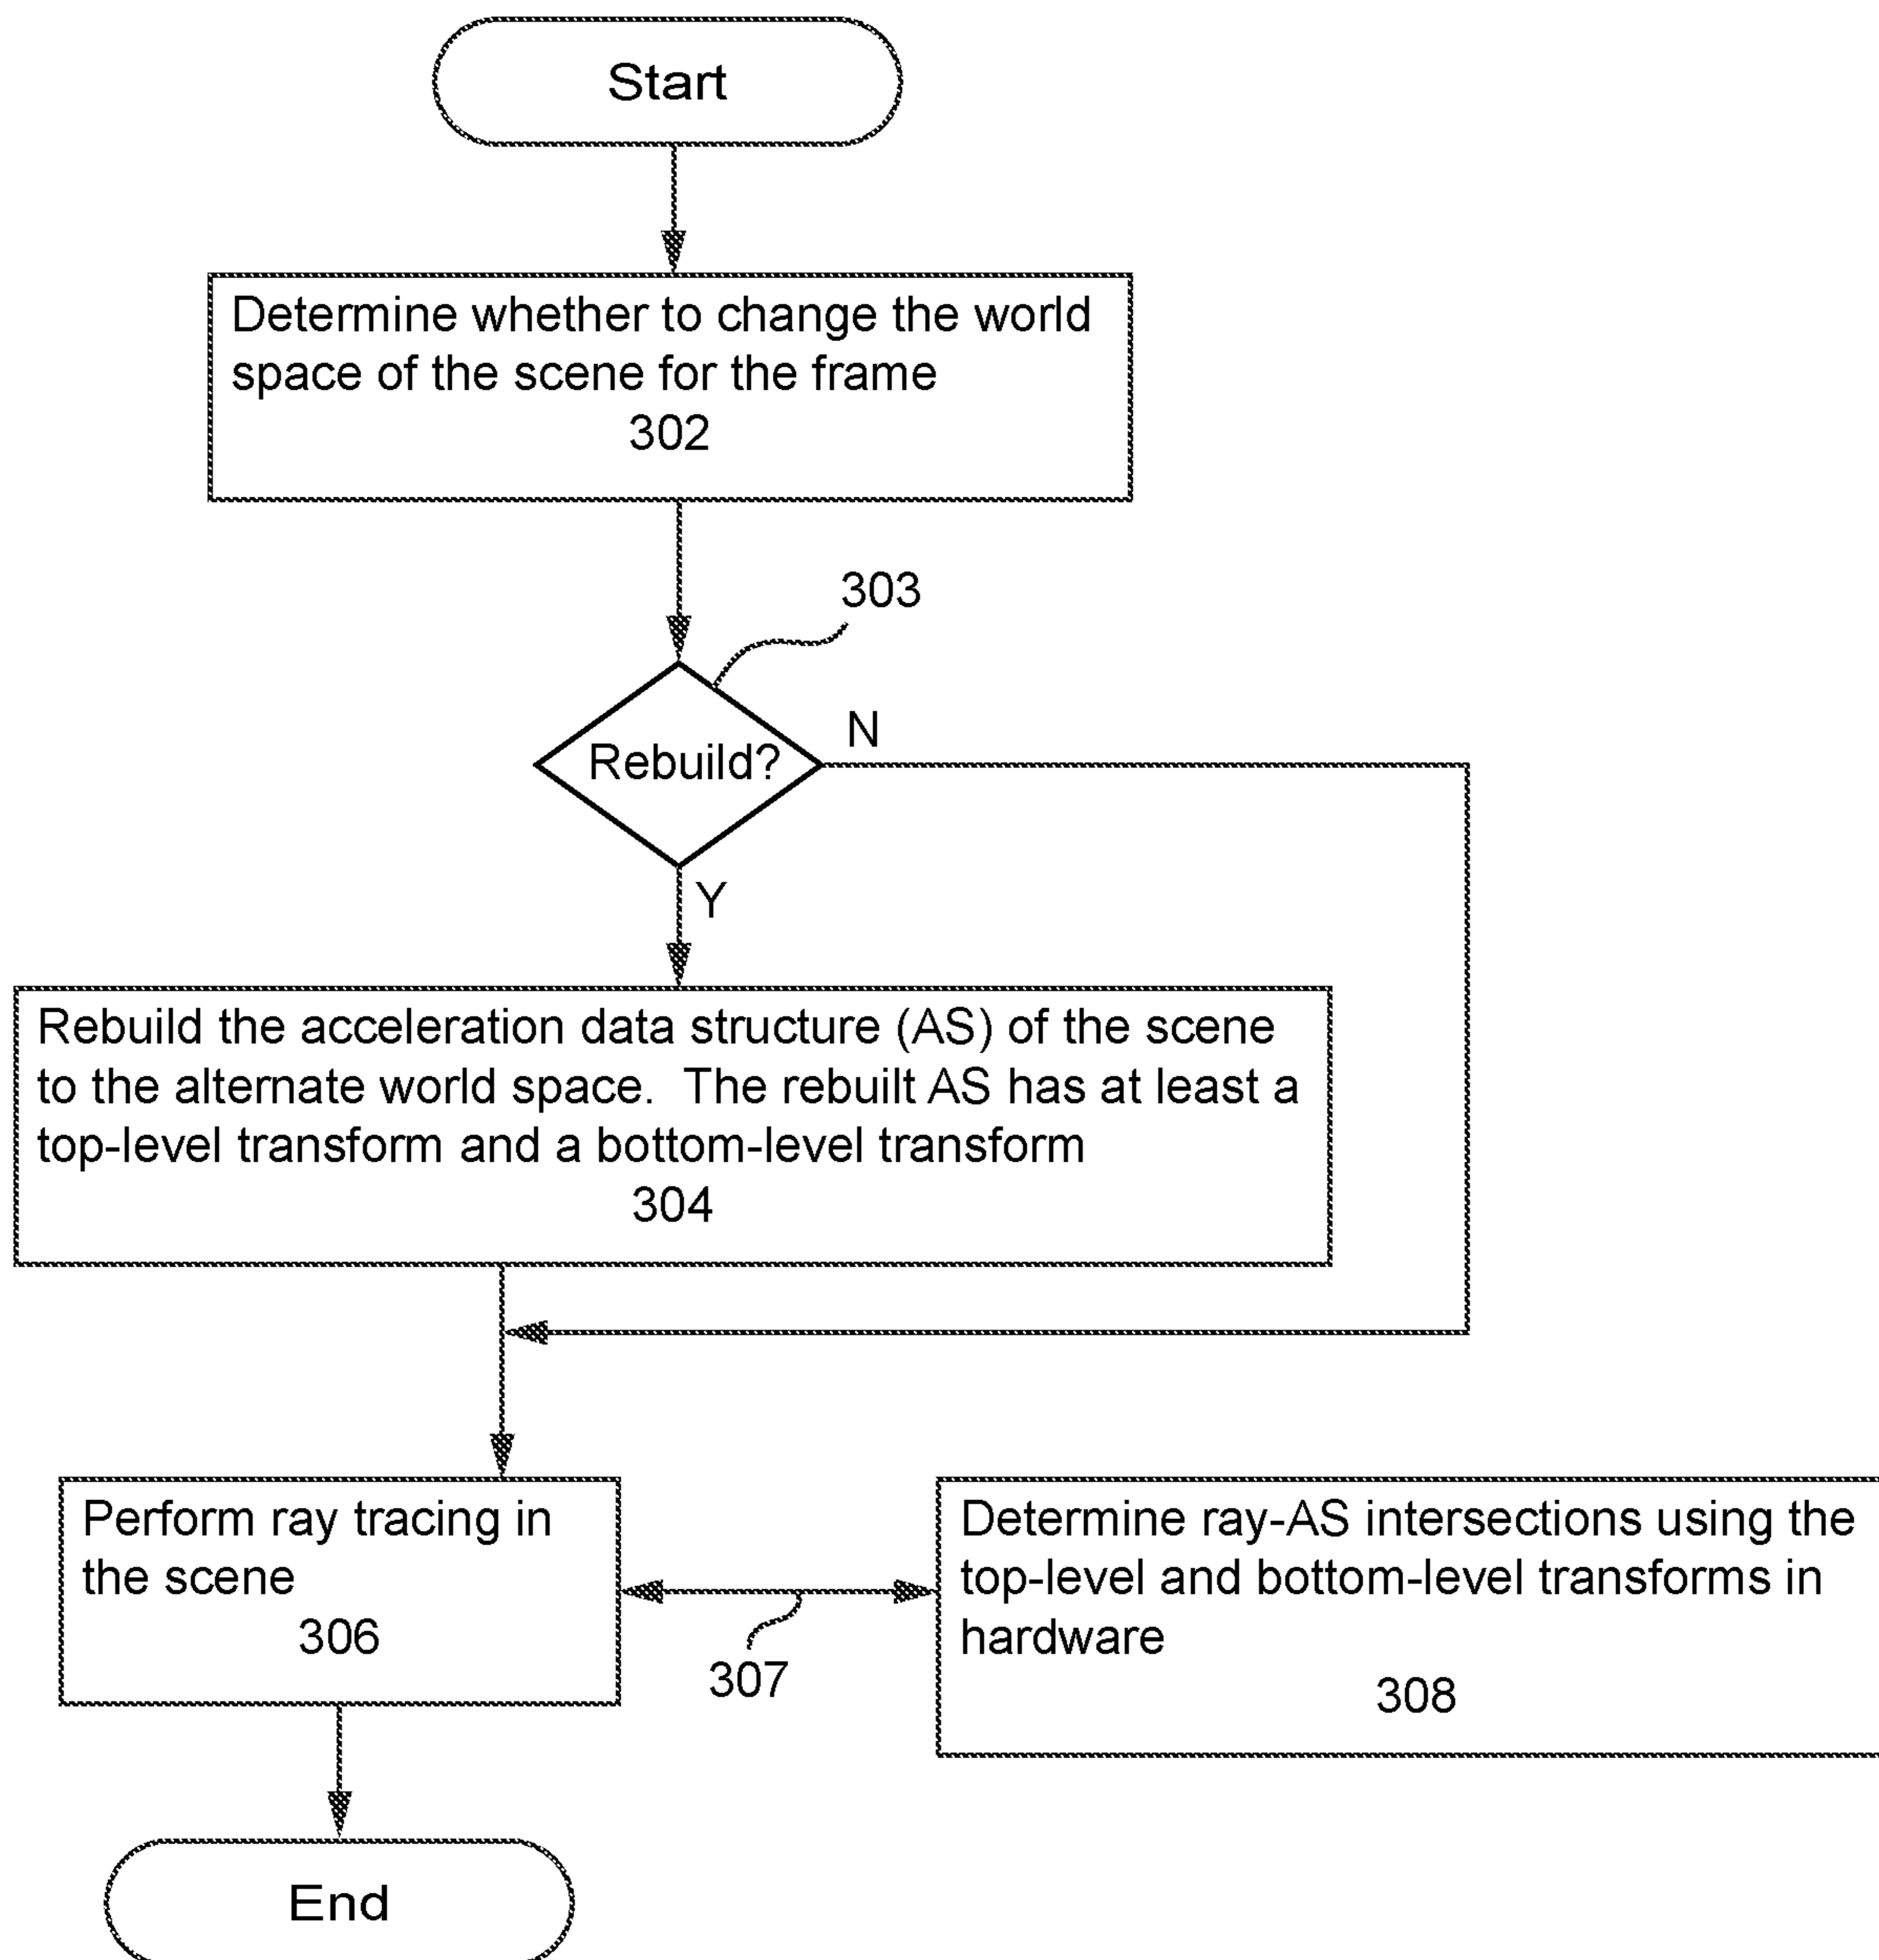 Start
Determine whether to change the world
space of the scene for the frame
302
303
Rebuild?
N
Y
Rebuild the acceleration data structure (AS) of the scene
to the alternate world space.  The rebuilt AS has at least a
top-level transform and a bottom-level transform
304
Perform ray tracing in
the scene
306
307
Determine ray-AS intersections using the
top-level and bottom-level transforms in
hardware
308
End